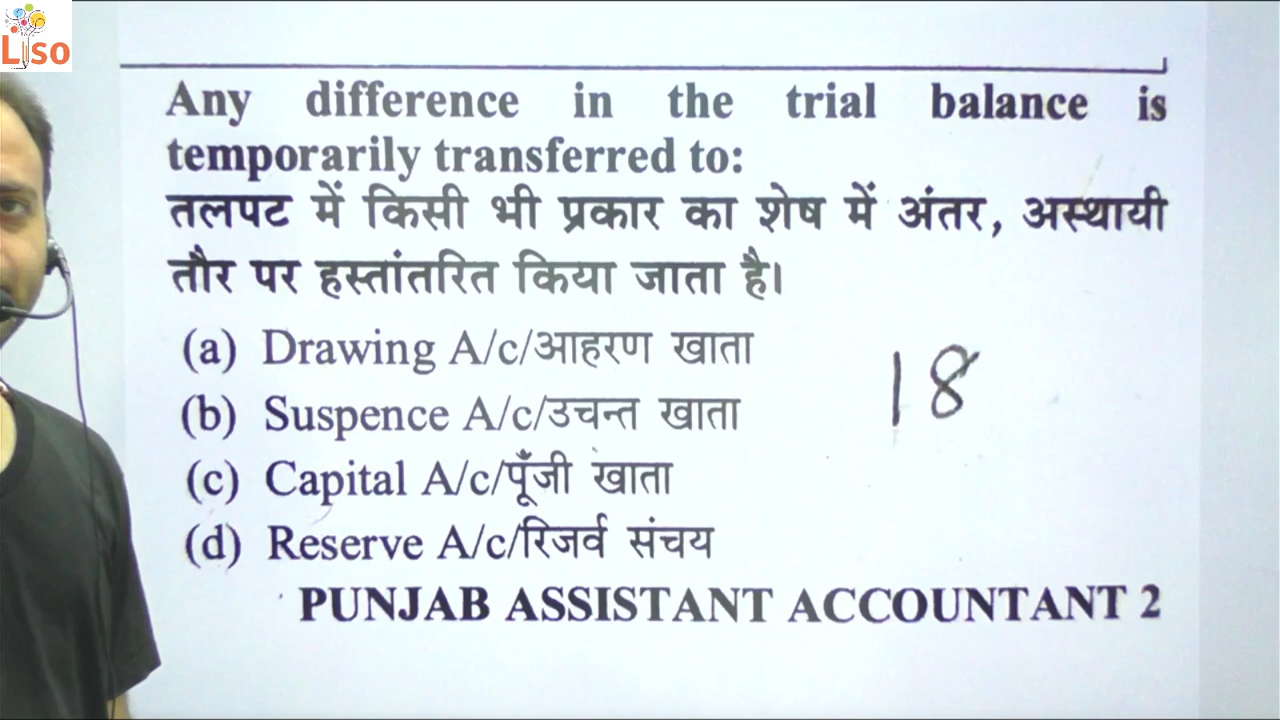 Liso
Any difference in the trial balance is
temporarily transferred to:
तलपट में किसी भी प्रकार का शेष में अंतर, अस्थायी
तौर पर हस्तांतरित किया जाता है।
(a) Drawing A/c/आहरण खाता
(b) Suspence A/c/उचन्त खाता
18
(c) Capital A/c/पूँजी खाता
(d) Reserve A/c/रिजर्व संचय
PUNJAB ASSISTANT ACCOUNTANT 2